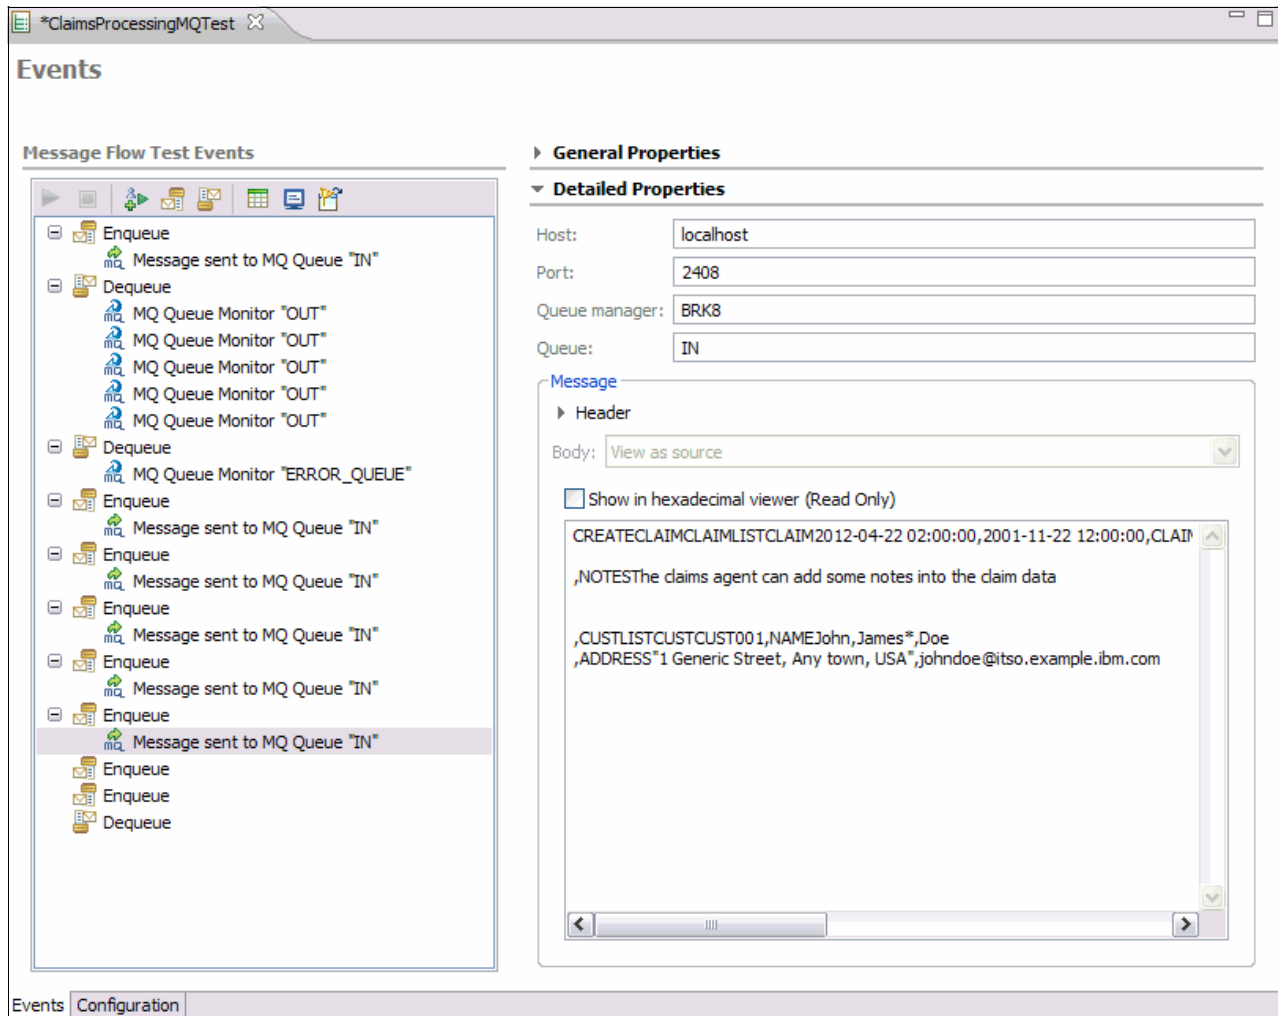 *ClaimsProcessingMQTest
Events
Message Flow Test Events
Enqueue
Message sent to MQ Queue "IN"
Dequeue
MQ Queue Monitor "OUT"
MQ Queue Monitor "OUT"
MQ Queue Monitor "OUT"
MQ Queue Monitor "OUT"
MQ Queue Monitor "OUT"
Dequeue
MQ Queue Monitor "ERROR_QUEUE"
Enqueue
Message sent to MQ Queue "IN"
Enqueue
Message sent to MQ Queue "IN"
Enqueue
Message sent to MQ Queue "IN"
Enqueue
Message sent to MQ Queue "IN"
Enqueue
Message sent to MQ Queue "IN"
Enqueue
Enqueue
Dequeue
General Properties
Detailed Properties
Host: localhost
Port: 2408
Queue manager: BRK8
Queue: IN
Message
Header
Body: View as source
Show in hexadecimal viewer (Read Only)
CREATECLAIMCLAIMLISTCLAIM2012-04-22 02:00:00,2001-11-22 12:00:00,CLAIM
,NOTESThe claims agent can add some notes into the claim data
,CUSTLISTCUSTCUST001,NAMEJohn,James*,Doe
,ADDRESS"1 Generic Street, Any town, USA",johndoe@itso.example.ibm.com
Events Configuration